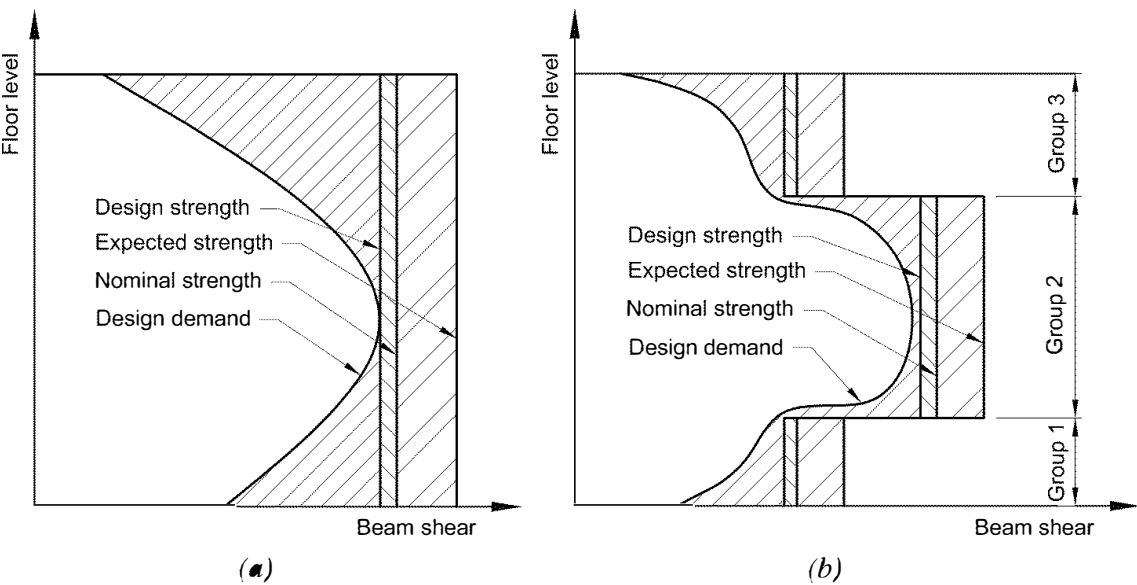 Floor level
Design strength
Expected strength
Nominal strength
Design demand
Beam shear
(a)
Floor level
Design strength
Expected strength
Nominal strength
Design demand
Group 3
Group 2
Group 1
Beam shear
(b)